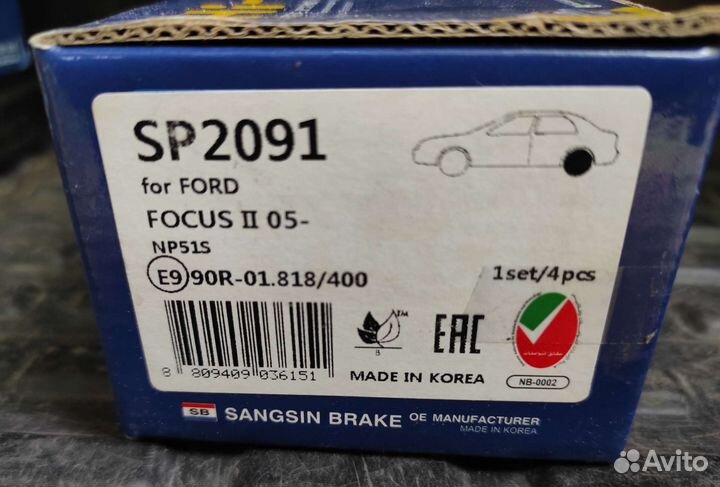 SP2091
for FORD
FOCUS II 05-
NP51S
E9 90R-01.818/400
1set/4pcs
8 809409 036151
TM
B
EAC
MADE IN KOREA
NB-0002
SB SANGSIN BRAKE OE MANUFACTURER
MADE IN KOREA
Avito